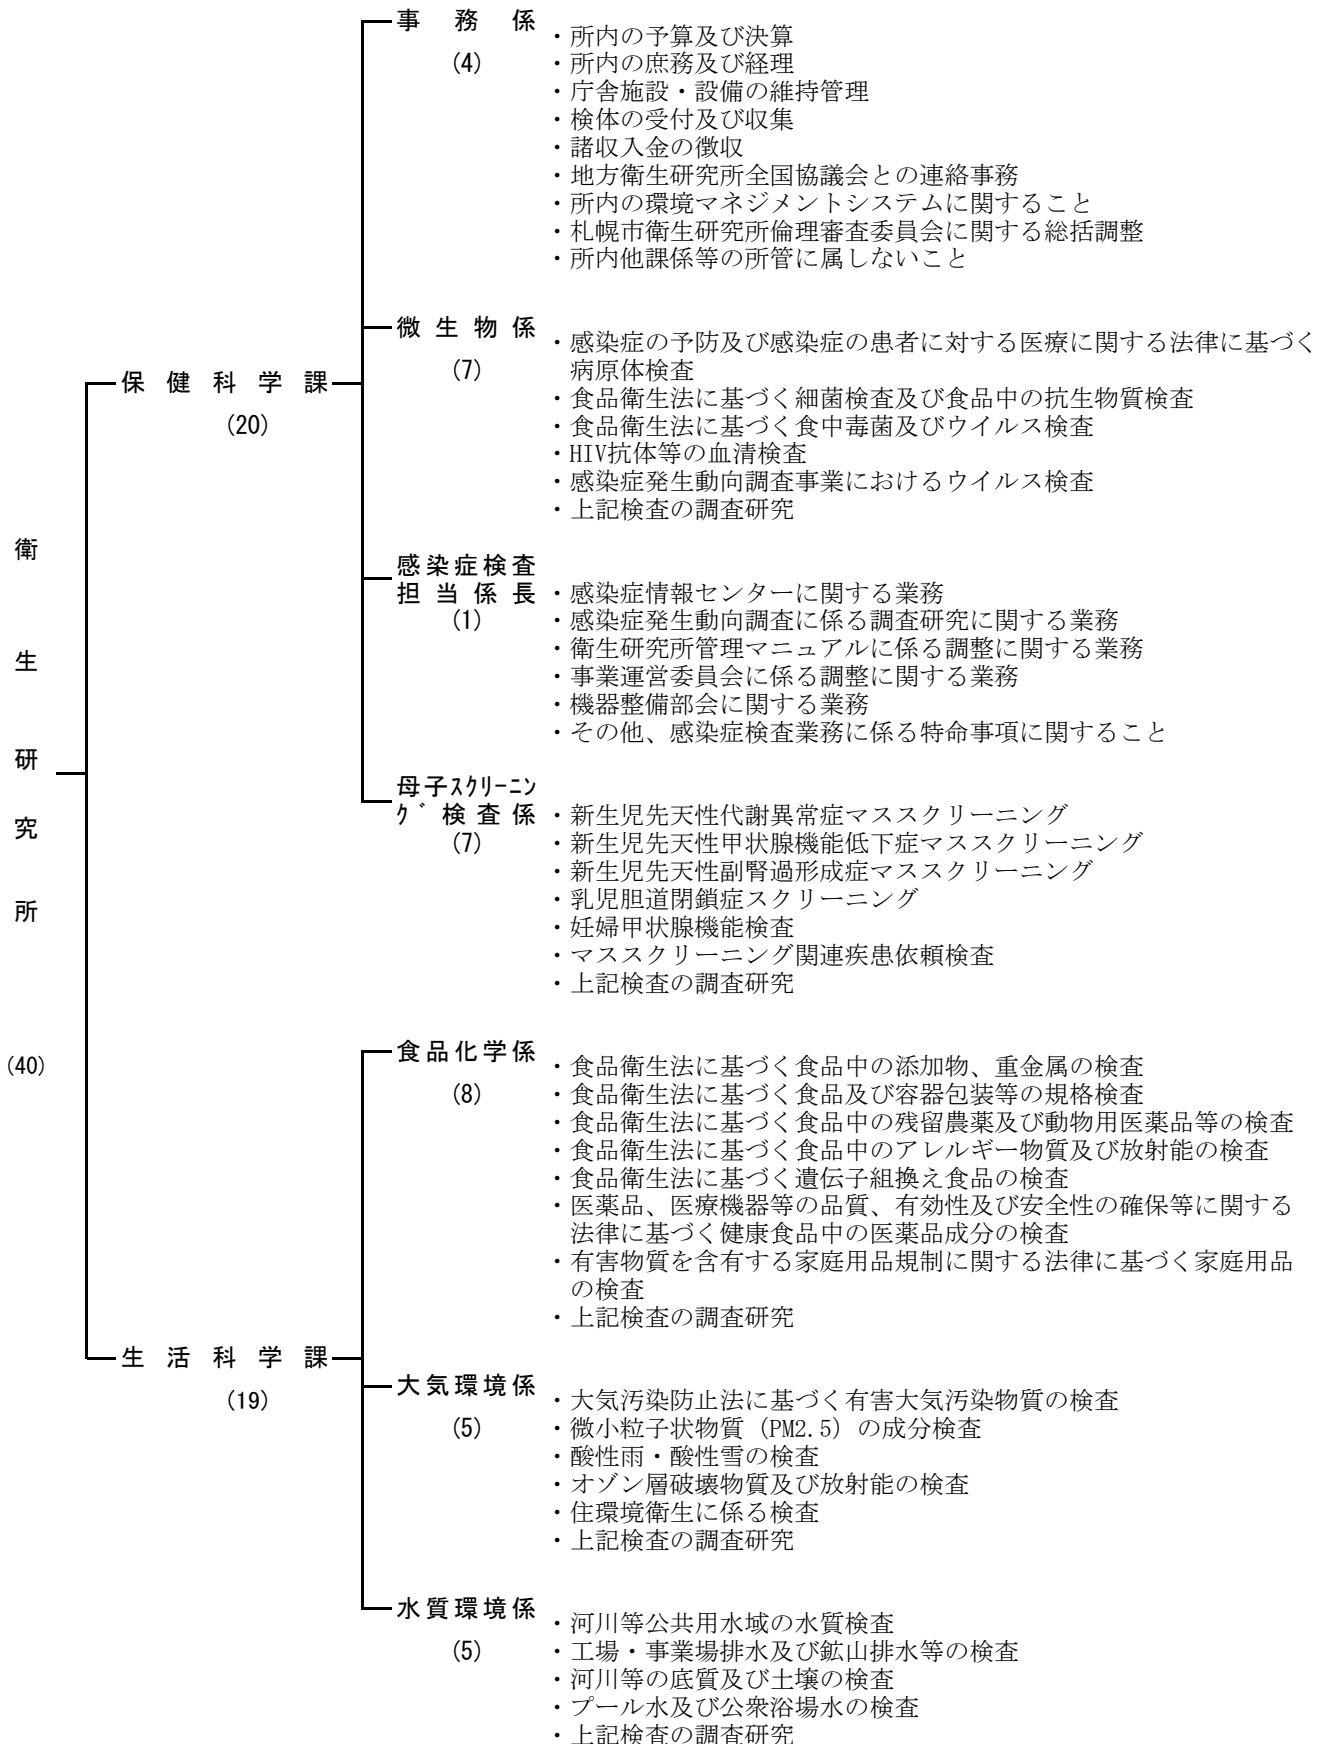 衛生研究所
(40)
保健科学課
(20)
事務係
(4)
・所内の予算及び決算
・所内の庶務及び経理
・庁舎施設・設備の維持管理
・検体の受付及び収集
・諸収入金の徴収
・地方衛生研究所全国協議会との連絡事務
・所内の環境マネジメントシステムに関すること
・札幌市衛生研究所倫理審査委員会に関する総括調整
・所内他課係等の所管に属しないこと
微生物係
(7)
・感染症の予防及び感染症の患者に対する医療に関する法律に基づく
病原体検査
・食品衛生法に基づく細菌検査及び食品中の抗生物質検査
・食品衛生法に基づく食中毒菌及びウイルス検査
・HIV抗体等の血清検査
・感染症発生動向調査事業におけるウイルス検査
・上記検査の調査研究
感染症検査
担当係長
(1)
・感染症情報センターに関する業務
・感染症発生動向調査に係る調査研究に関する業務
・衛生研究所管理マニュアルに係る調整に関する業務
・事業運営委員会に係る調整に関する業務
・機器整備部会に関する業務
・その他、感染症検査業務に係る特命事項に関すること
母子ｽｸﾘｰﾆﾝ
ｸﾞ検査係
(7)
・新生児先天性代謝異常症マススクリーニング
・新生児先天性甲状腺機能低下症マススクリーニング
・新生児先天性副腎過形成症マススクリーニング
・乳児胆道閉鎖症スクリーニング
・妊婦甲状腺機能検査
・マススクリーニング関連疾患依頼検査
・上記検査の調査研究
生活科学課
(19)
食品化学係
(8)
・食品衛生法に基づく食品中の添加物、重金属の検査
・食品衛生法に基づく食品及び容器包装等の規格検査
・食品衛生法に基づく食品中の残留農薬及び動物用医薬品等の検査
・食品衛生法に基づく食品中のアレルギー物質及び放射能の検査
・食品衛生法に基づく遺伝子組換え食品の検査
・医薬品、医療機器等の品質、有効性及び安全性の確保等に関する
法律に基づく健康食品中の医薬品成分の検査
・有害物質を含有する家庭用品規制に関する法律に基づく家庭用品
の検査
・上記検査の調査研究
大気環境係
(5)
・大気汚染防止法に基づく有害大気汚染物質の検査
・微小粒子状物質（PM2.5）の成分検査
・酸性雨・酸性雪の検査
・オゾン層破壊物質及び放射能の検査
・住環境衛生に係る検査
・上記検査の調査研究
水質環境係
(5)
・河川等公共用水域の水質検査
・工場・事業場排水及び鉱山排水等の検査
・河川等の底質及び土壌の検査
・プール水及び公衆浴場水の検査
・上記検査の調査研究